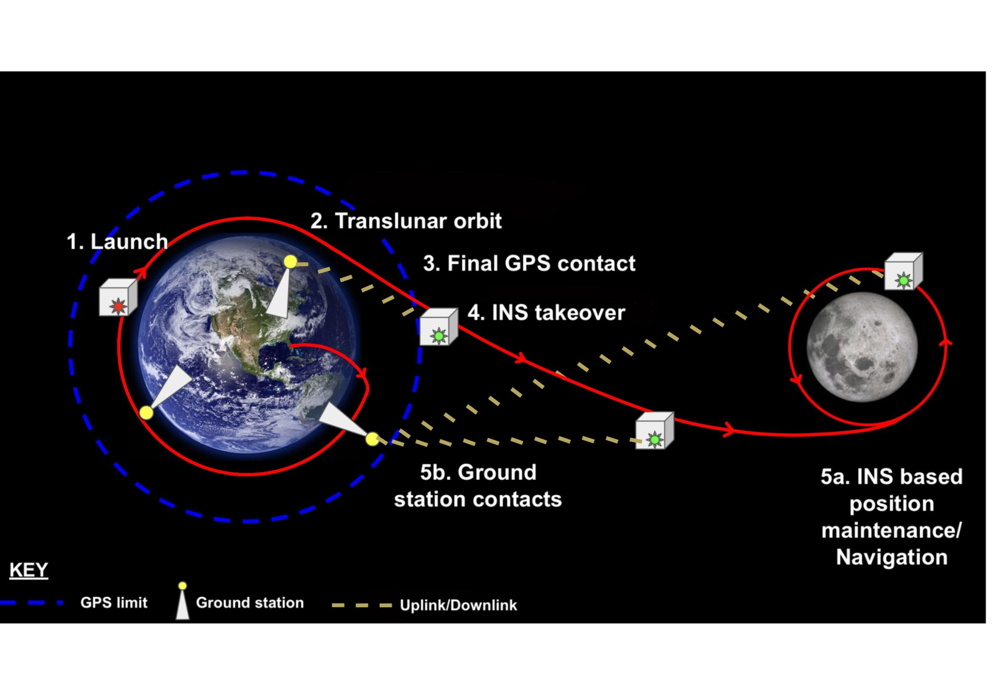 2. Translunar orbit
1. Launch
3. Final GPS contact
4. INS takeover
5b. Ground
station contacts
5a. INS based
position
maintenance/
Navigation
KEY
GPS limit
Ground station
Uplink/Downlink